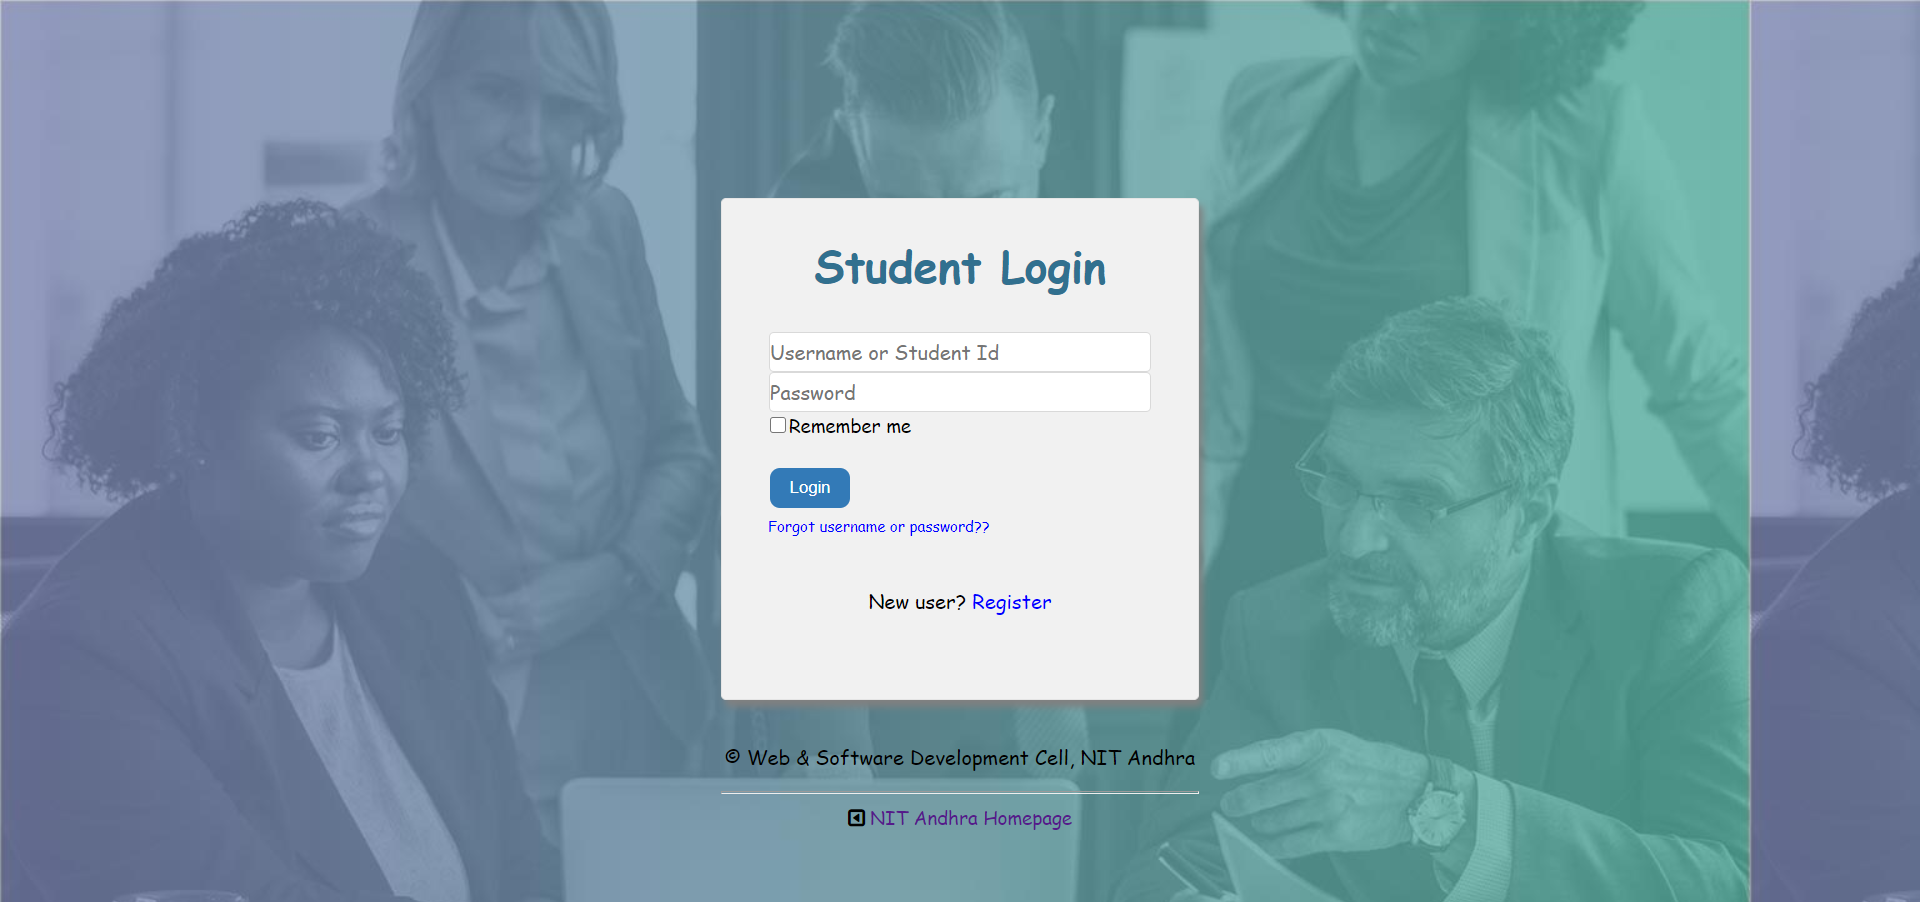 Student Login
Username or Student Id
Password
Remember me
Login
Forgot username or password??
New user? Register
© Web & Software Development Cell, NIT Andhra
NIT Andhra Homepage